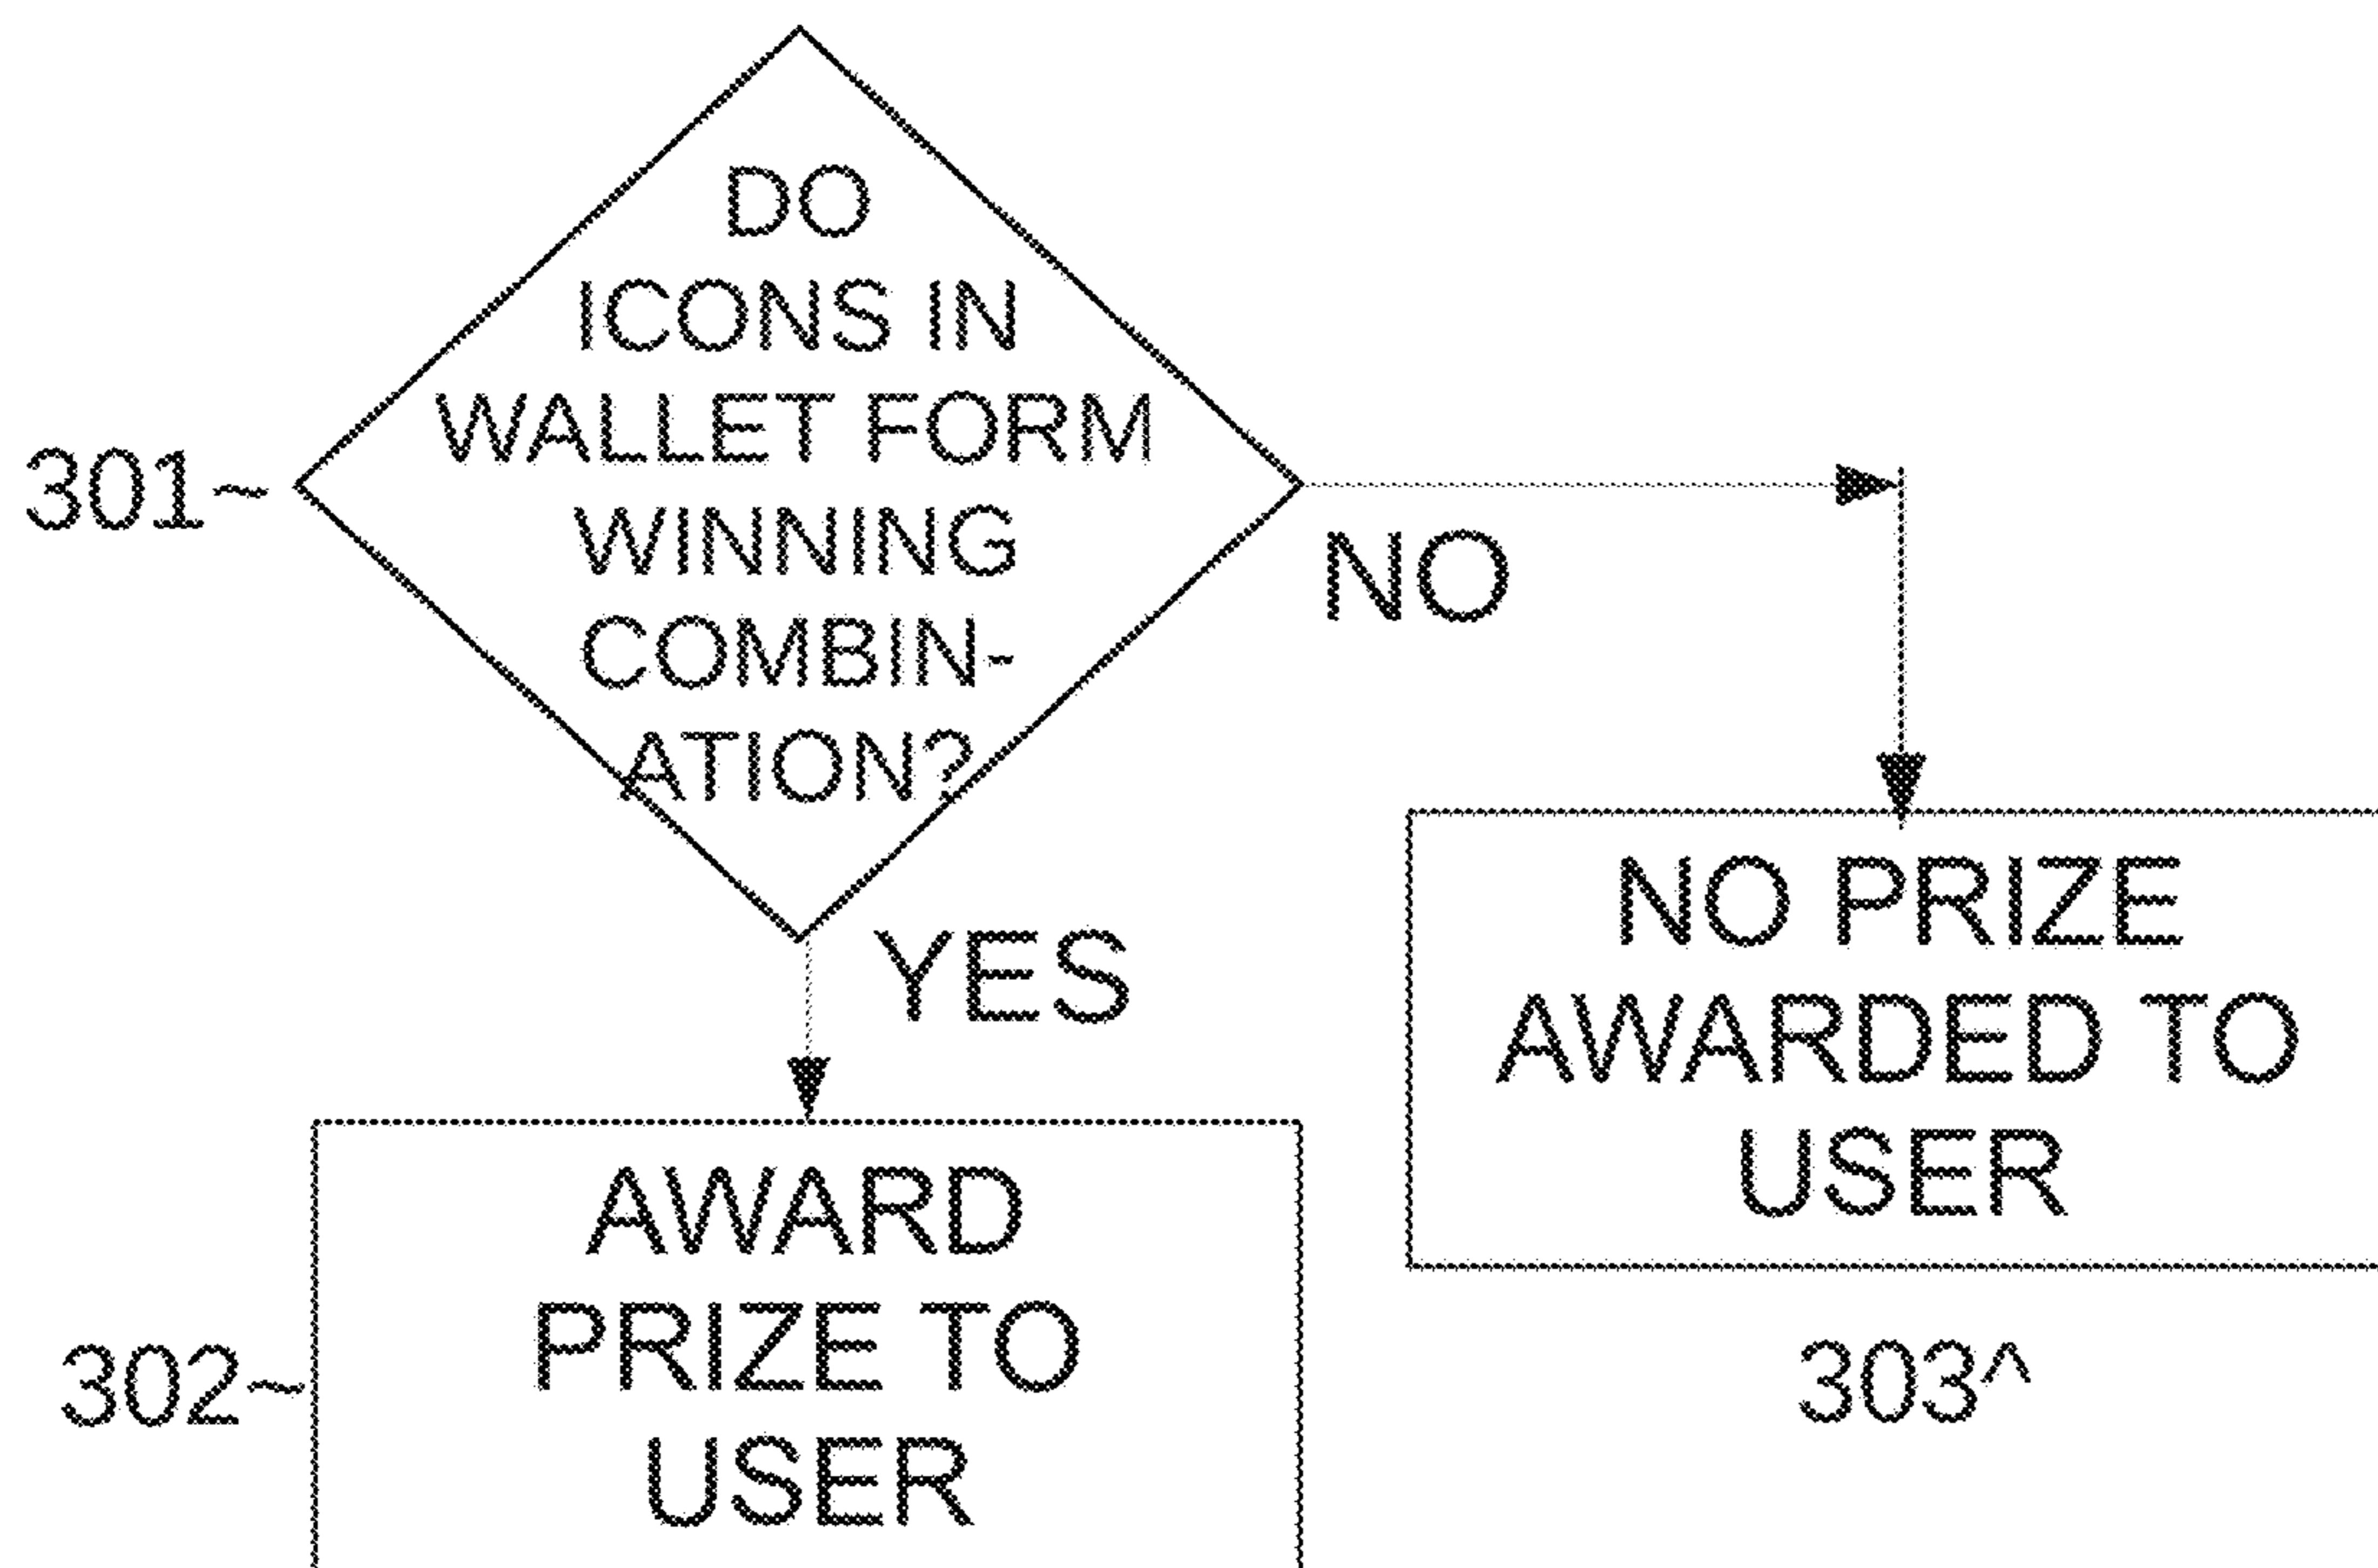 DO
ICONS IN
WALLET FORM
WINNING
COMBIN-
ATION?
301~
NO
YES
NO PRIZE
AWARDED TO
USER
303^
AWARD
PRIZE TO
USER
302~